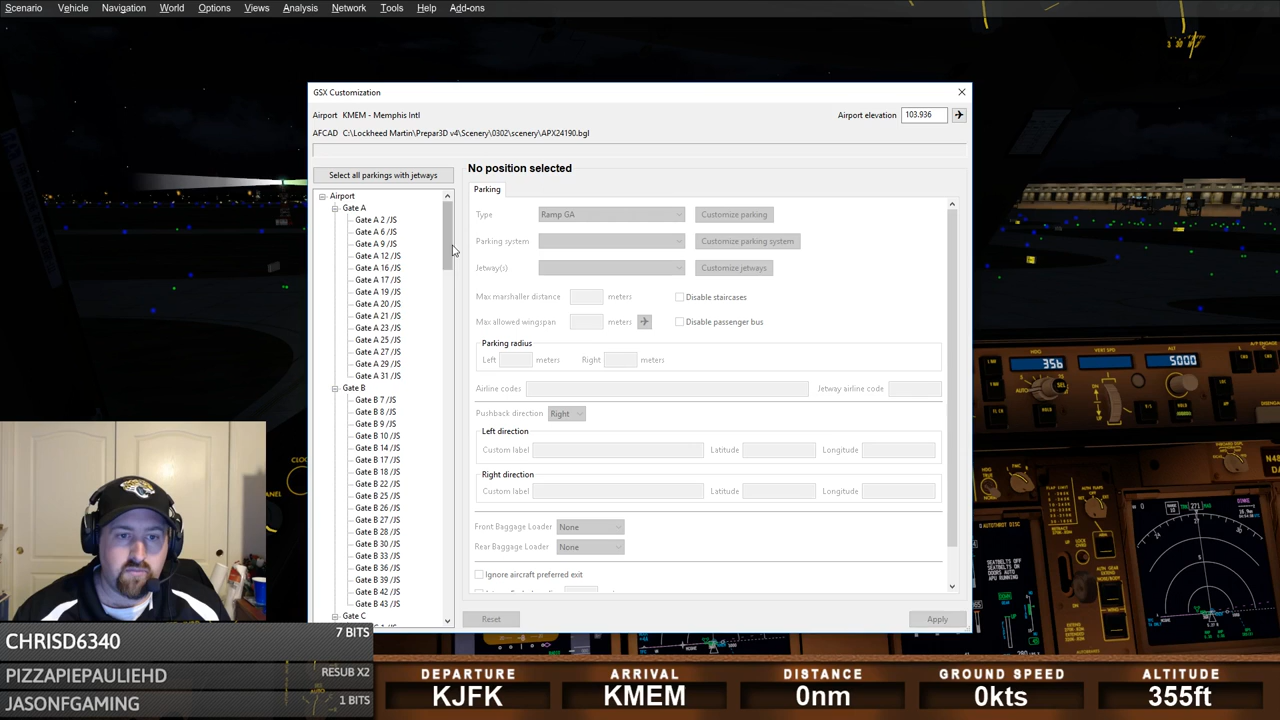 Scenario Vehicle Navigation Options Views Analysis Network Tools Help Add-ons
GSX Customization
Airport KMEM - Memphis Intl
Airport elevation 103.936
AFCAD C:\Lockheed Martin\Prepar3D v4\Scenery\0302\scenery\APX24190.bgl
Select all parkings with jetways
Airport
Gate A
Gate A 2 /JS
Gate A 6 /JS
Gate A 9 /JS
Gate A 12 /JS
Gate A 16 /JS
Gate A 17 /JS
Gate A 19 /JS
Gate A 20 /JS
Gate A 21 /JS
Gate A 23 /JS
Gate A 25 /JS
Gate A 27 /JS
Gate A 29 /JS
Gate A 31 /JS
Gate B
Gate B 7 /JS
Gate B 8 /JS
Gate B 9 /JS
Gate B 10 /JS
Gate B 14 /JS
Gate B 17 /JS
Gate B 18 /JS
Gate B 22 /JS
Gate B 25 /JS
Gate B 26 /JS
Gate B 27 /JS
Gate B 28 /JS
Gate B 33 /JS
Gate B 36 /JS
Gate B 39 /JS
Gate B 42 /JS
Gate B 43 /JS
Gate C
No position selected
Parking
Type Ramp GA Customize parking
Parking system Customize parking system
Jetway(s) Customize jetways
Max marshaller distance meters Disable staircases
Max allowed wingspan meters Disable passenger bus
Parking radius
Left meters Right meters
Airline codes Jetway airline code
Pushback direction Right
Left direction
Custom label Latitude Longitude
Right direction
Custom label Latitude Longitude
Front Baggage Loader None
Rear Baggage Loader None
Ignore aircraft preferred exit
Reset Apply
HDG VERT SPD ALT
356 5000
CHRISD6340 7 BITS
PIZZAPIEPAULIEHD RESUB X2
JASONFGAMING 1 BITS
DEPARTURE ARRIVAL DISTANCE GROUND SPEED ALTITUDE
KJFK KMEM 0nm 0kts 355ft